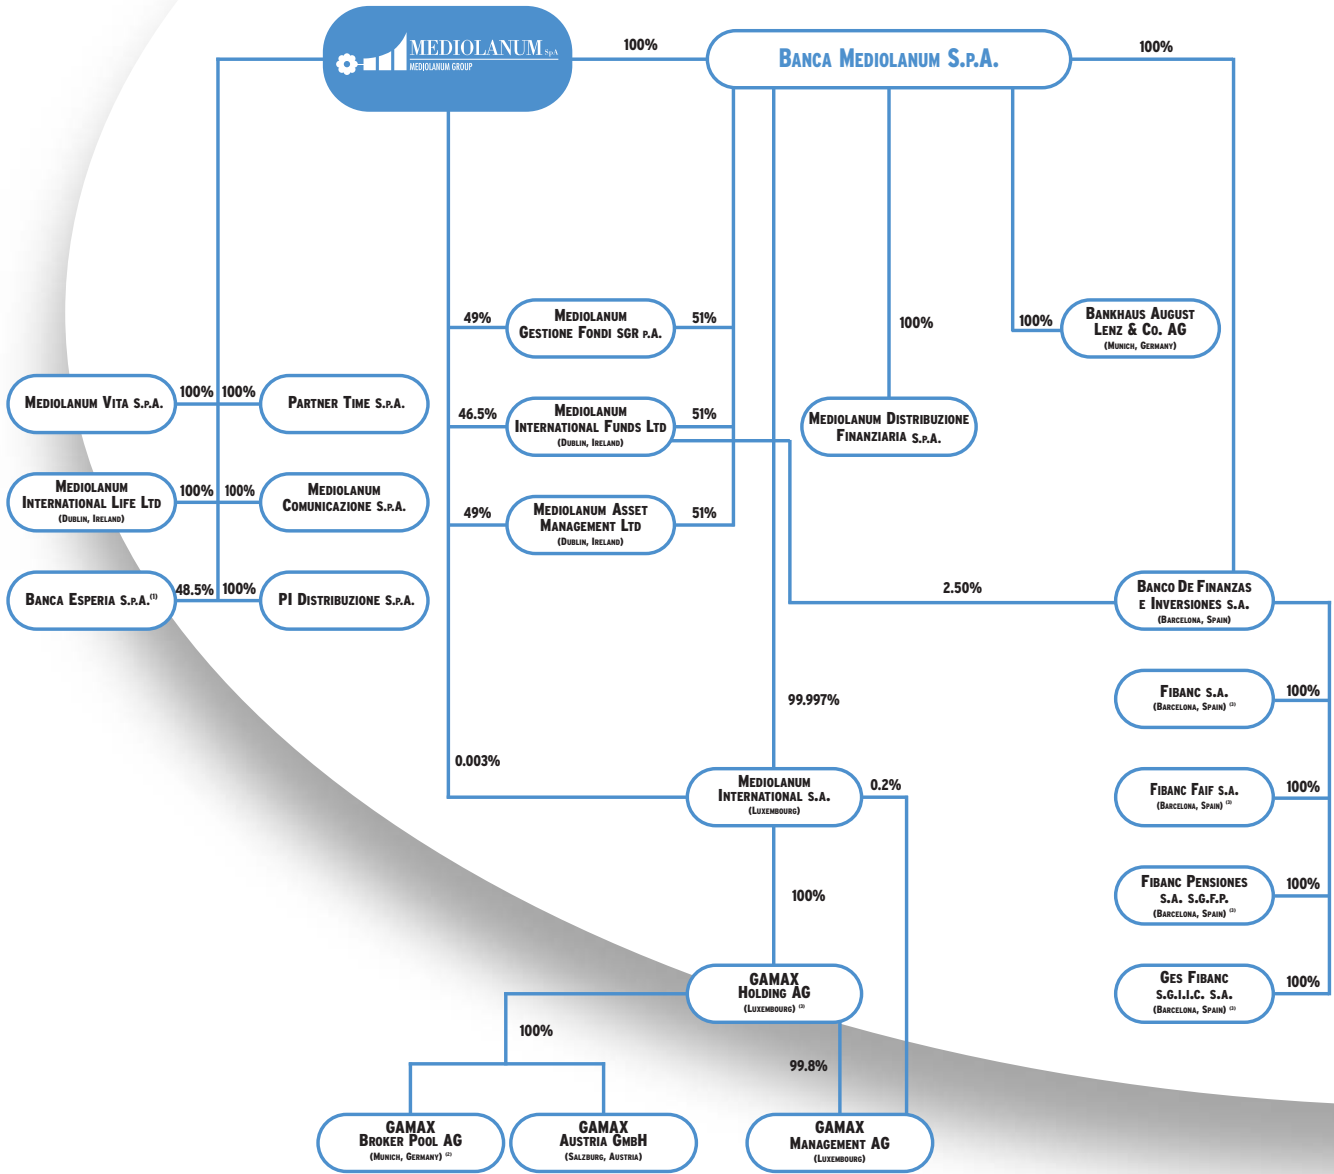 MEDIOLANUM S.p.A.
MEDIOLANUM GROUP
100%
BANCA MEDIOLANUM S.P.A.
100%
49%
MEDIOLANUM
GESTIONE FONDI SGR P.A.
51%
100%
100%
BANKHAUS AUGUST
LENZ & CO. AG
(MUNICH, GERMANY)
MEDIOLANUM VITA S.P.A.
100%
100%
PARTNER TIME S.P.A.
46.5%
MEDIOLANUM
INTERNATIONAL FUNDS LTD
(DUBLIN, IRELAND)
51%
MEDIOLANUM DISTRIBUZIONE
FINANZIARIA S.P.A.
MEDIOLANUM
INTERNATIONAL LIFE LTD
(DUBLIN, IRELAND)
100%
100%
MEDIOLANUM
COMUNICAZIONE S.P.A.
49%
MEDIOLANUM ASSET
MANAGEMENT LTD
(DUBLIN, IRELAND)
51%
BANCA ESPERIA S.P.A.(1)
48.5%
100%
PI DISTRIBUZIONE S.P.A.
2.50%
BANCO DE FINANZAS
E INVERSIONES S.A.
(BARCELONA, SPAIN)
99.997%
FIBANC S.A.
(BARCELONA, SPAIN) (3)
100%
0.003%
MEDIOLANUM
INTERNATIONAL S.A.
(LUXEMBOURG)
0.2%
FIBANC FAIF S.A.
(BARCELONA, SPAIN) (3)
100%
100%
FIBANC PENSIONES
S.A. S.G.F.P.
(BARCELONA, SPAIN) (3)
100%
GAMAX
HOLDING AG
(LUXEMBOURG) (3)
GES FIBANC
S.G.I.I.C. S.A.
(BARCELONA, SPAIN) (3)
100%
100%
99.8%
GAMAX
BROKER POOL AG
(MUNICH, GERMANY) (2)
GAMAX
AUSTRIA GMBH
(SALZBURG, AUSTRIA)
GAMAX
MANAGEMENT AG
(LUXEMBOURG)